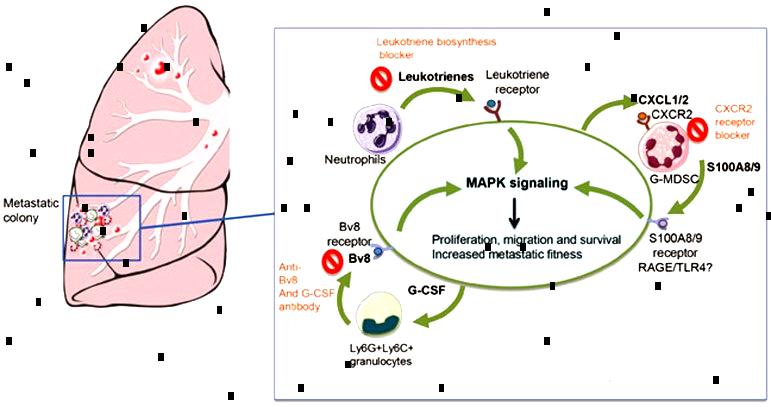 Leukotriene biosynthesis
blocker
Leukotrienes
Leukotriene
receptor
CXCL1/2
CXCR2
CXCR2
receptor
blocker
Neutrophils
G-MDSC
S100A8/9
MAPK signaling
Metastatic
colony
Bv8
receptor
Bv8
Proliferation, migration and survival
Increased metastatic fitness
S100A8/9
receptor
RAGE/TLR4?
Anti-
Bv8
And G-CSF
antibody
G-CSF
Ly6G+Ly6C+
granulocytes